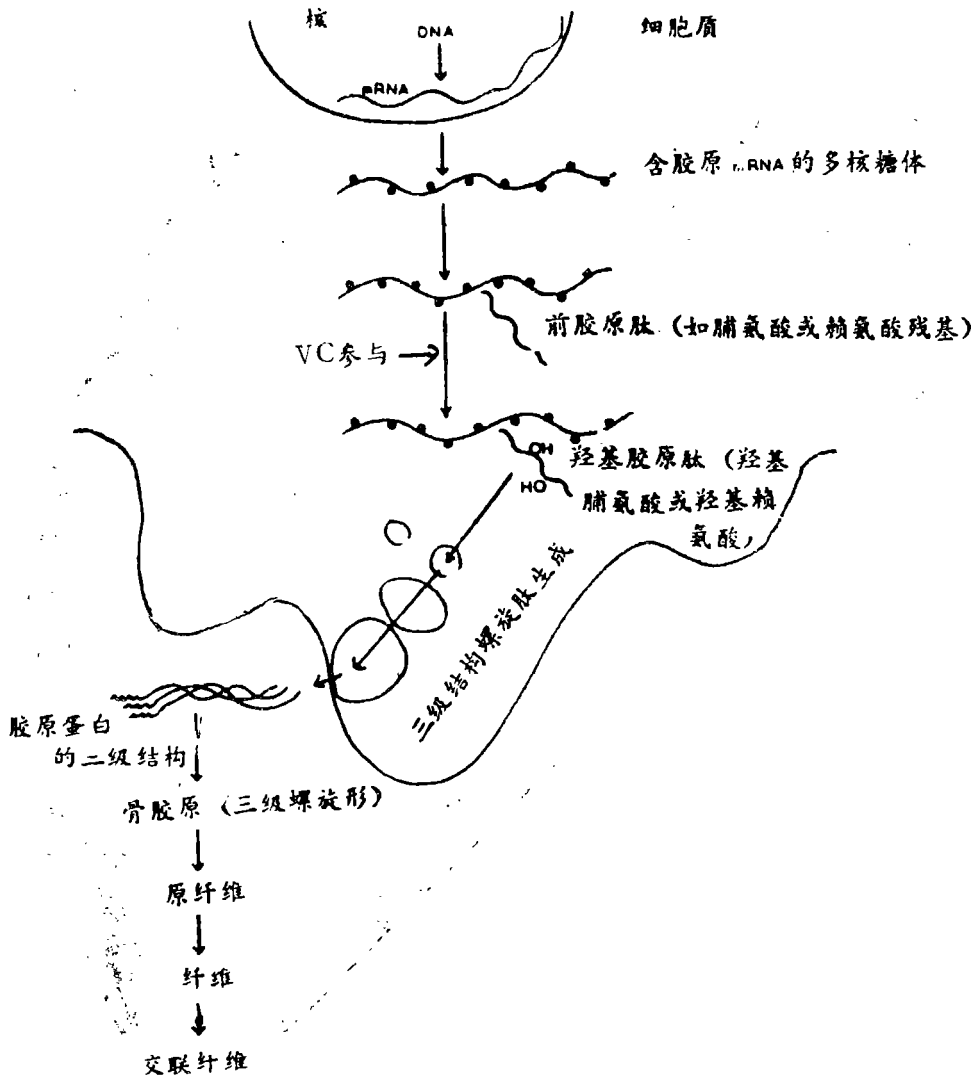 核
DNA
细胞质
mRNA
含胶原 mRNA 的多核糖体
前胶原肽 (如脯氨酸或赖氨酸残基)
VC参与
OH
HO
羟基胶原肽 (羟基
脯氨酸或羟基赖
氨酸,
三级结构螺旋肽生成
胶原蛋白
的二级结构
骨胶原 (三级螺旋形)
原纤维
纤维
交联纤维